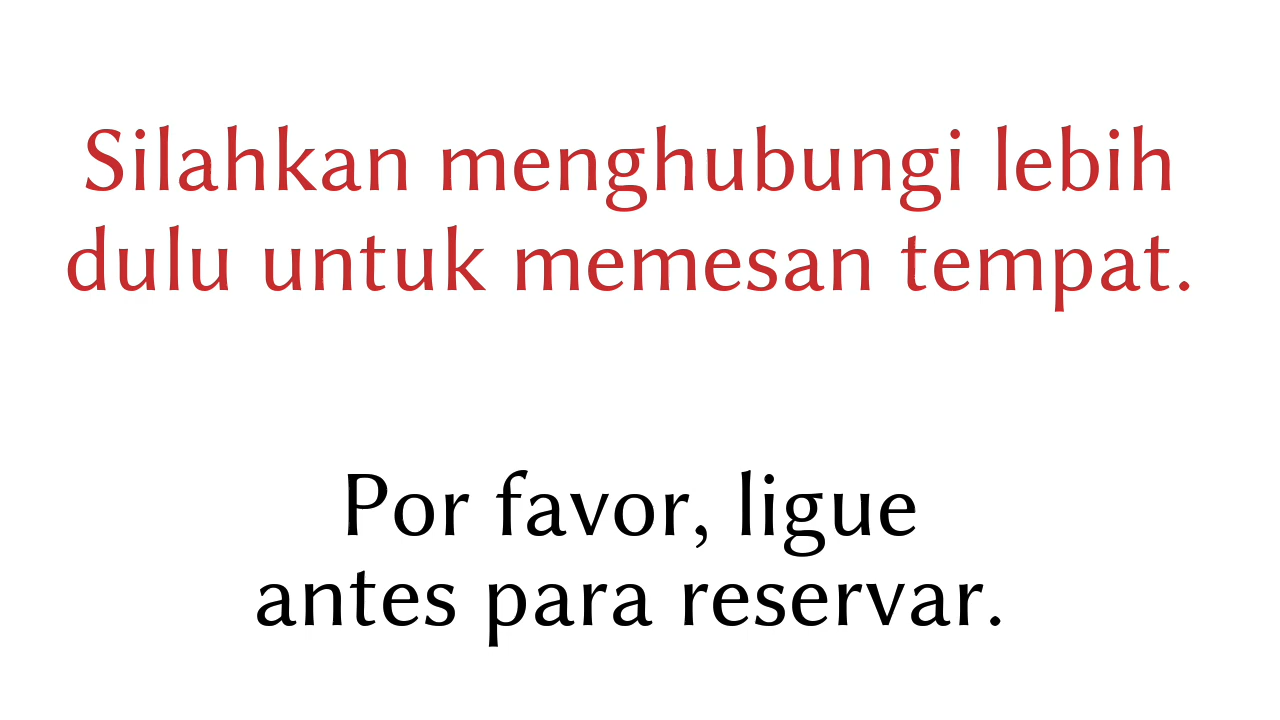 Silahkan menghubungi lebih
dulu untuk memesan tempat.
Por favor, ligue
antes para reservar.